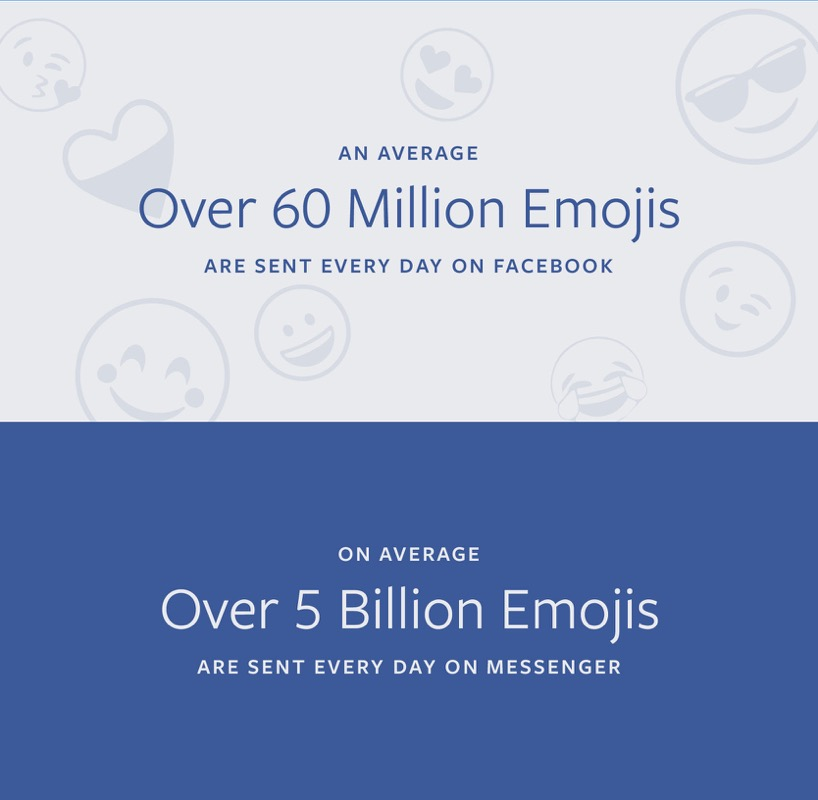 AN AVERAGE
Over 60 Million Emojis
ARE SENT EVERY DAY ON FACEBOOK
ON AVERAGE
Over 5 Billion Emojis
ARE SENT EVERY DAY ON MESSENGER